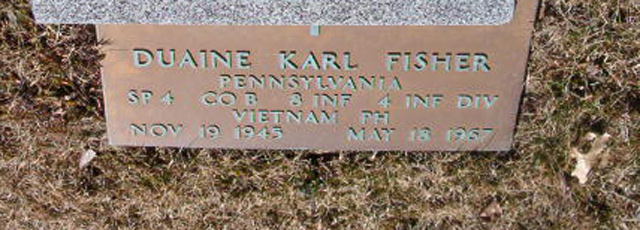 DUAINE KARL FISHER
PENNSYLVANIA
SP 4 CO B 8 INF 4 INF DIV
VIETNAM PH
NOV 19 1945 MAY 18 1967